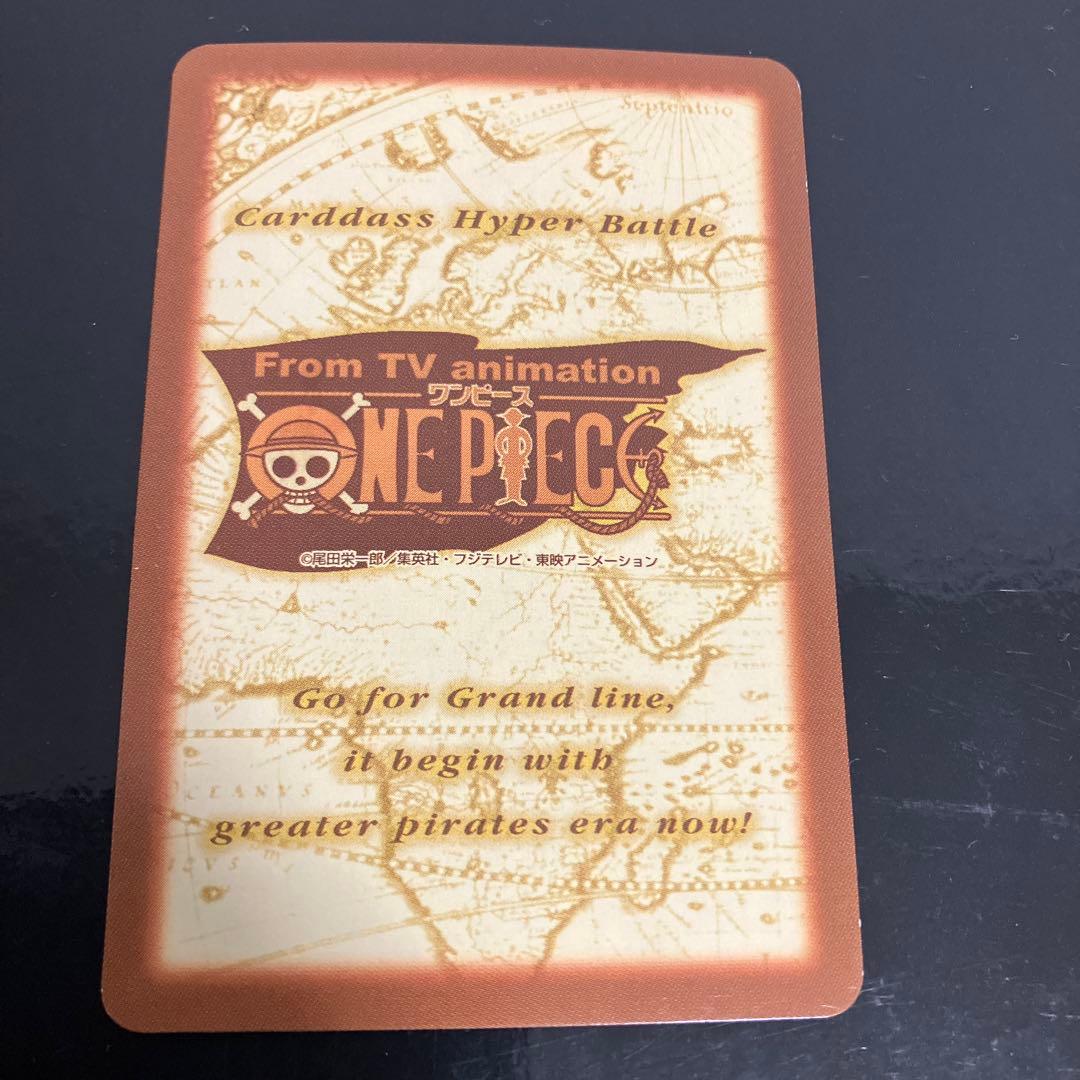 Septentrio
Carddass Hyper Battle
TLAN
From TV animation
ワンピース
ONE PIECE
©尾田栄一郎/集英社・フジテレビ・東映アニメーション
Go for Grand line,
it begin with
CEANVS
greater pirates era now!